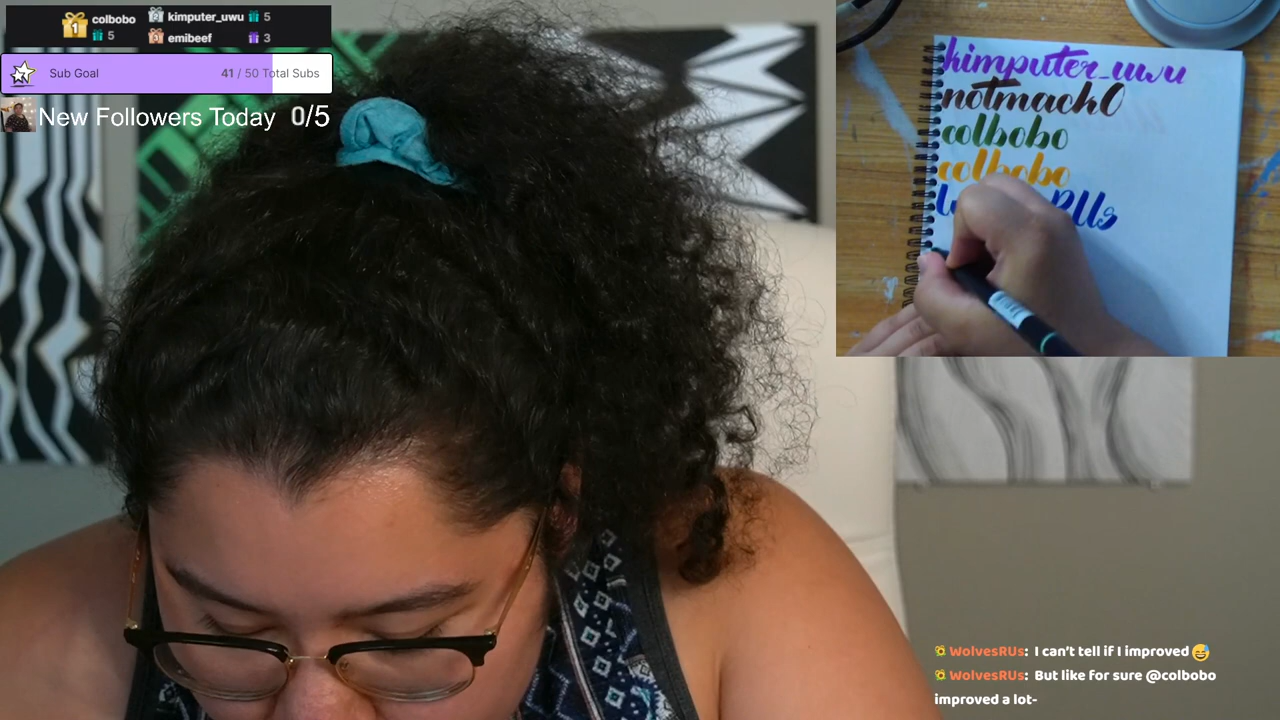 colbobo
5
kimputer_uwu 5
emibeef 3
Sub Goal 41 / 50 Total Subs
New Followers Today 0/5
kimputer_uwu
notmack0
colbobo
colbobo
WolvesRUs: I can't tell if I improved
WolvesRUs: But like for sure @colbobo
improved a lot-